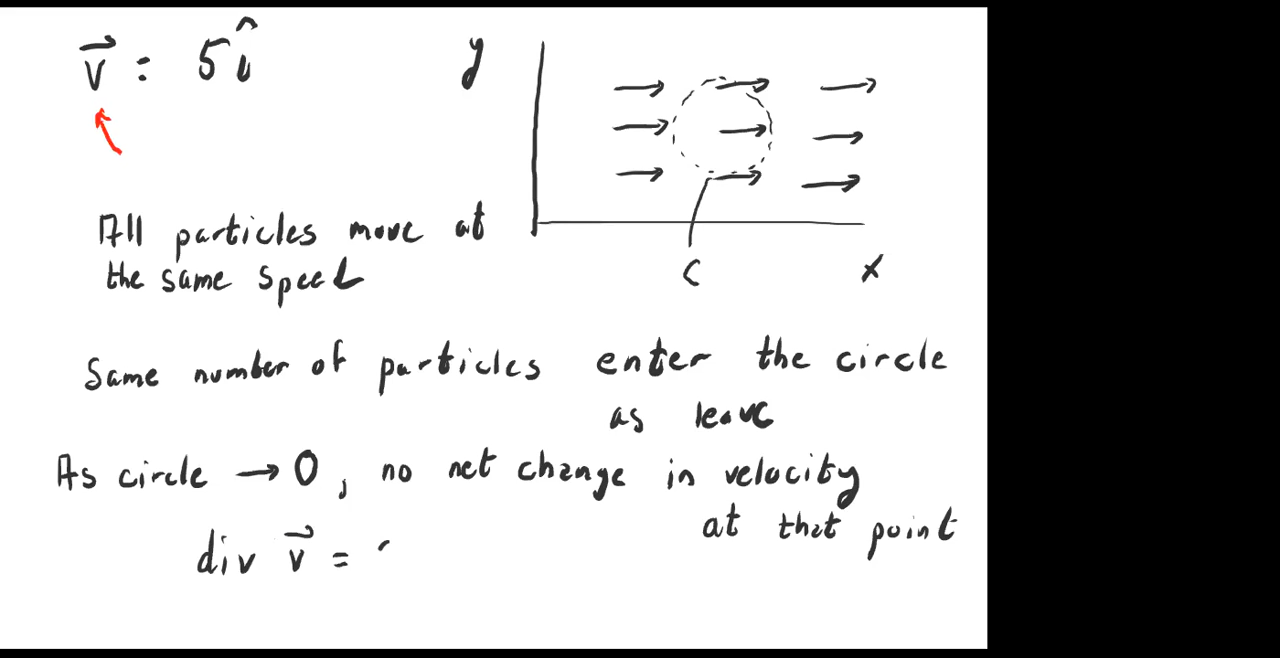 v⃗ = 5î
y
All particles move at
the same speed
C
x
Same number of particles enter the circle
as leave
As circle → 0, no net change in velocity
at that point
div v⃗ =